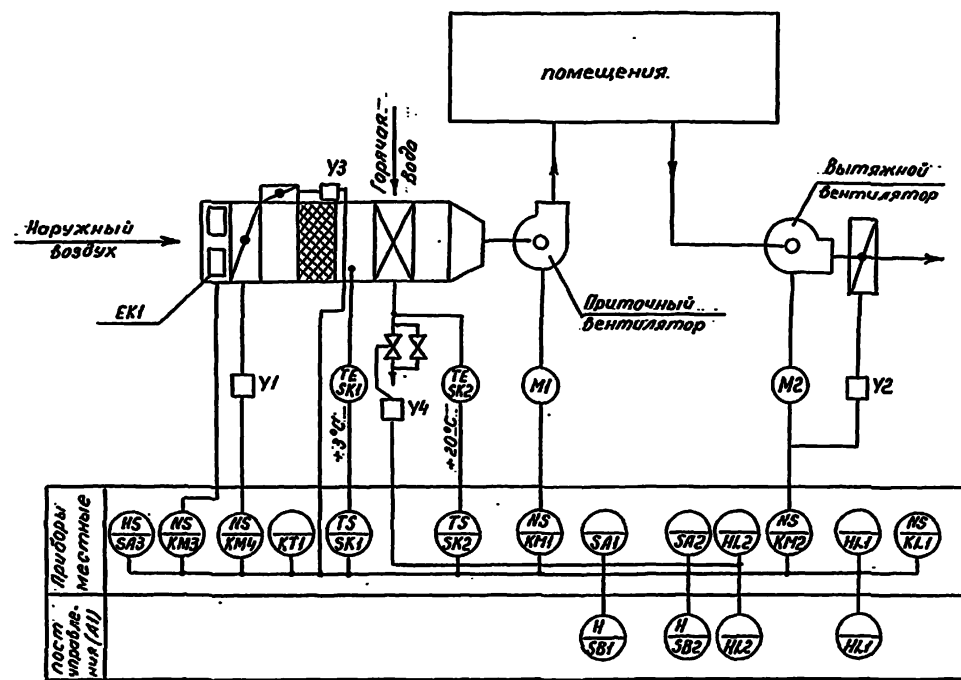 помещения.
Горячая
вода
Y3
Вытяжной
вентилятор
Наружный
воздух
EK1
Приточный
вентилятор
Y1
TE
SK1
+3°C
Y4
TE
SK2
+20°C
M1
M2
Y2
Приборы
местные
HS
SA3
NS
KM3
NS
KM4
KT1
TS
SK1
TS
SK2
NS
KM1
SA1
SA2
HL2
NS
KM2
HL1
NS
KL1
пост
управле-
ния (А1)
H
SB1
H
SB2
HL2
HL1